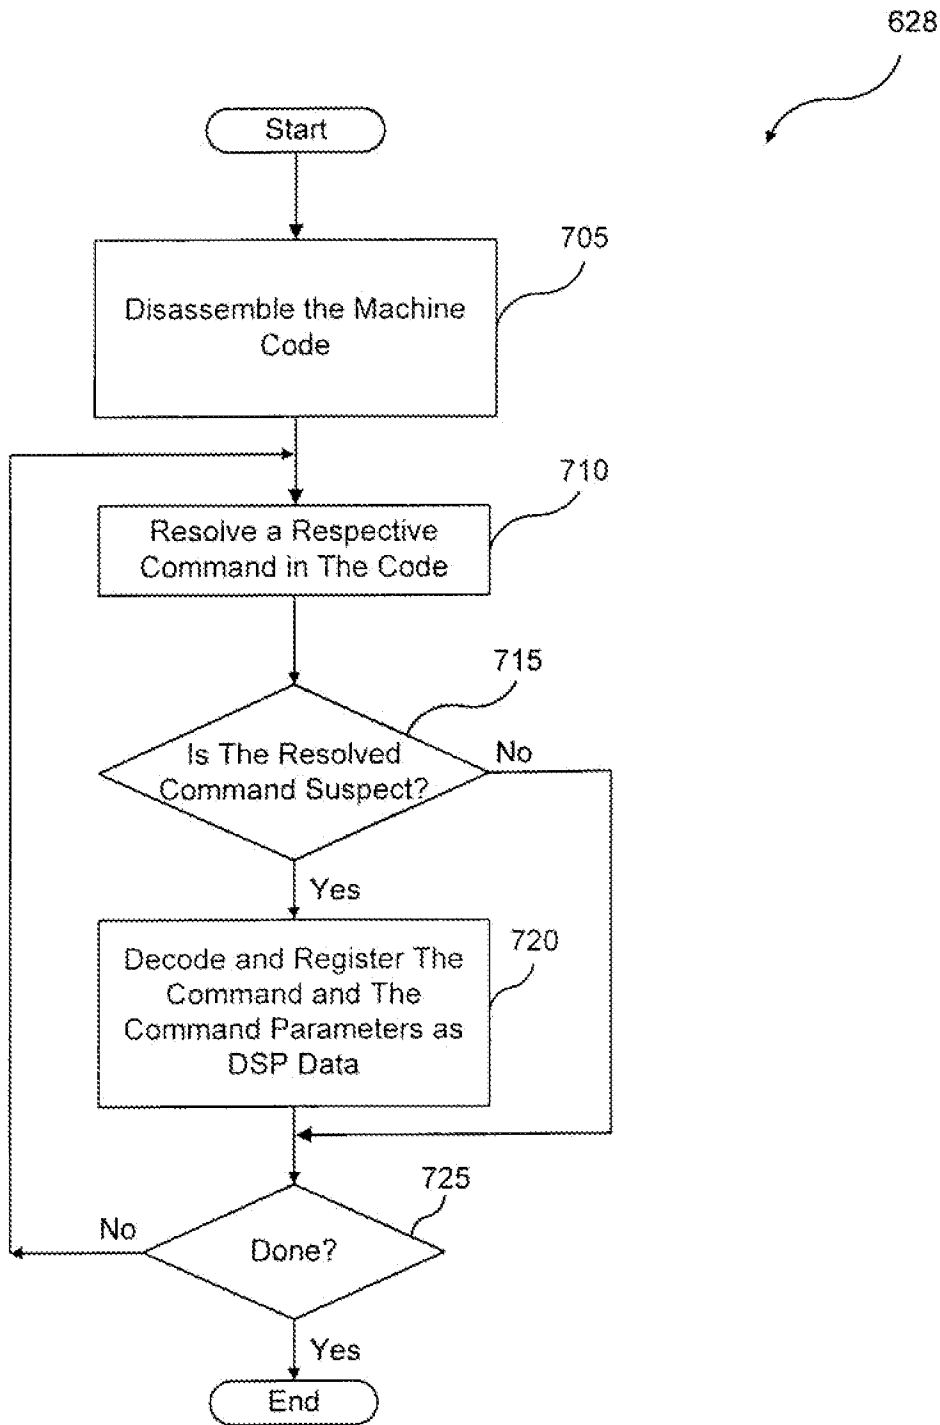 628
Start
705
Disassemble the Machine
Code
710
Resolve a Respective
Command in The Code
715
Is The Resolved
Command Suspect?
No
Yes
720
Decode and Register The
Command and The
Command Parameters as
DSP Data
725
No
Done?
Yes
End